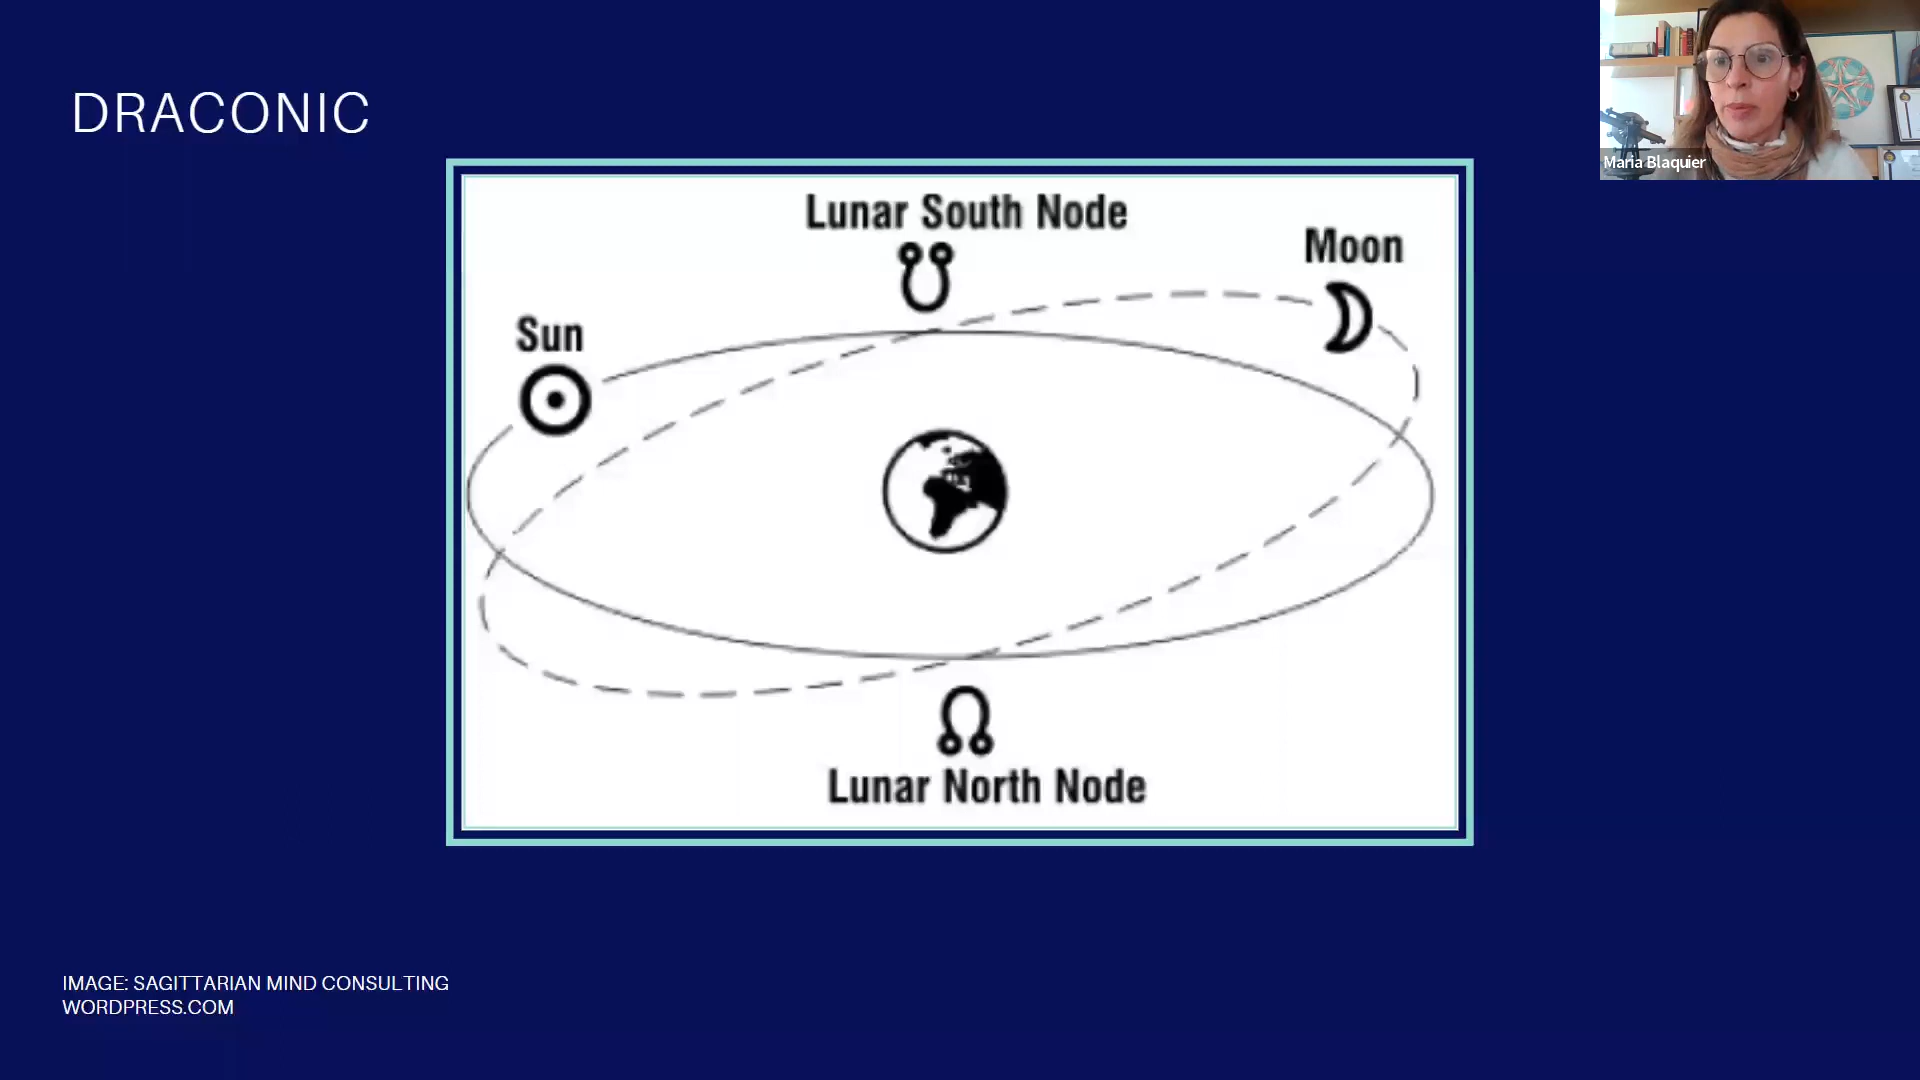 DRACONIC
Maria Blaquier
Lunar South Node
Moon
Sun
Lunar North Node
IMAGE: SAGITTARIAN MIND CONSULTING
WORDPRESS.COM